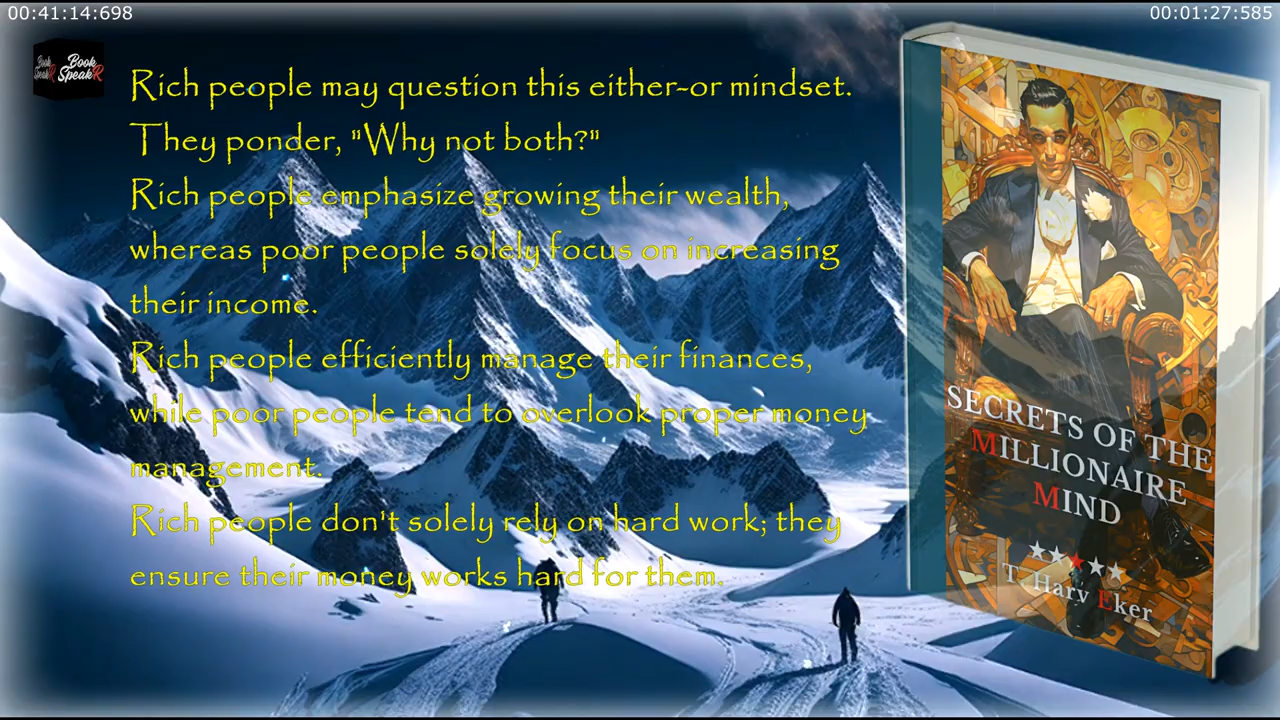 00:41:14:698
00:01:27:585
Book
SpeakR
Book
SpeakR
Rich people may question this either-or mindset.
They ponder, "Why not both?"
Rich people emphasize growing their wealth,
whereas poor people solely focus on increasing
their income.
Rich people efficiently manage their finances,
while poor people tend to overlook proper money
management.
Rich people don't solely rely on hard work; they
ensure their money works hard for them.
SECRETS OF THE
MILLIONAIRE
MIND
T. Harv Eker